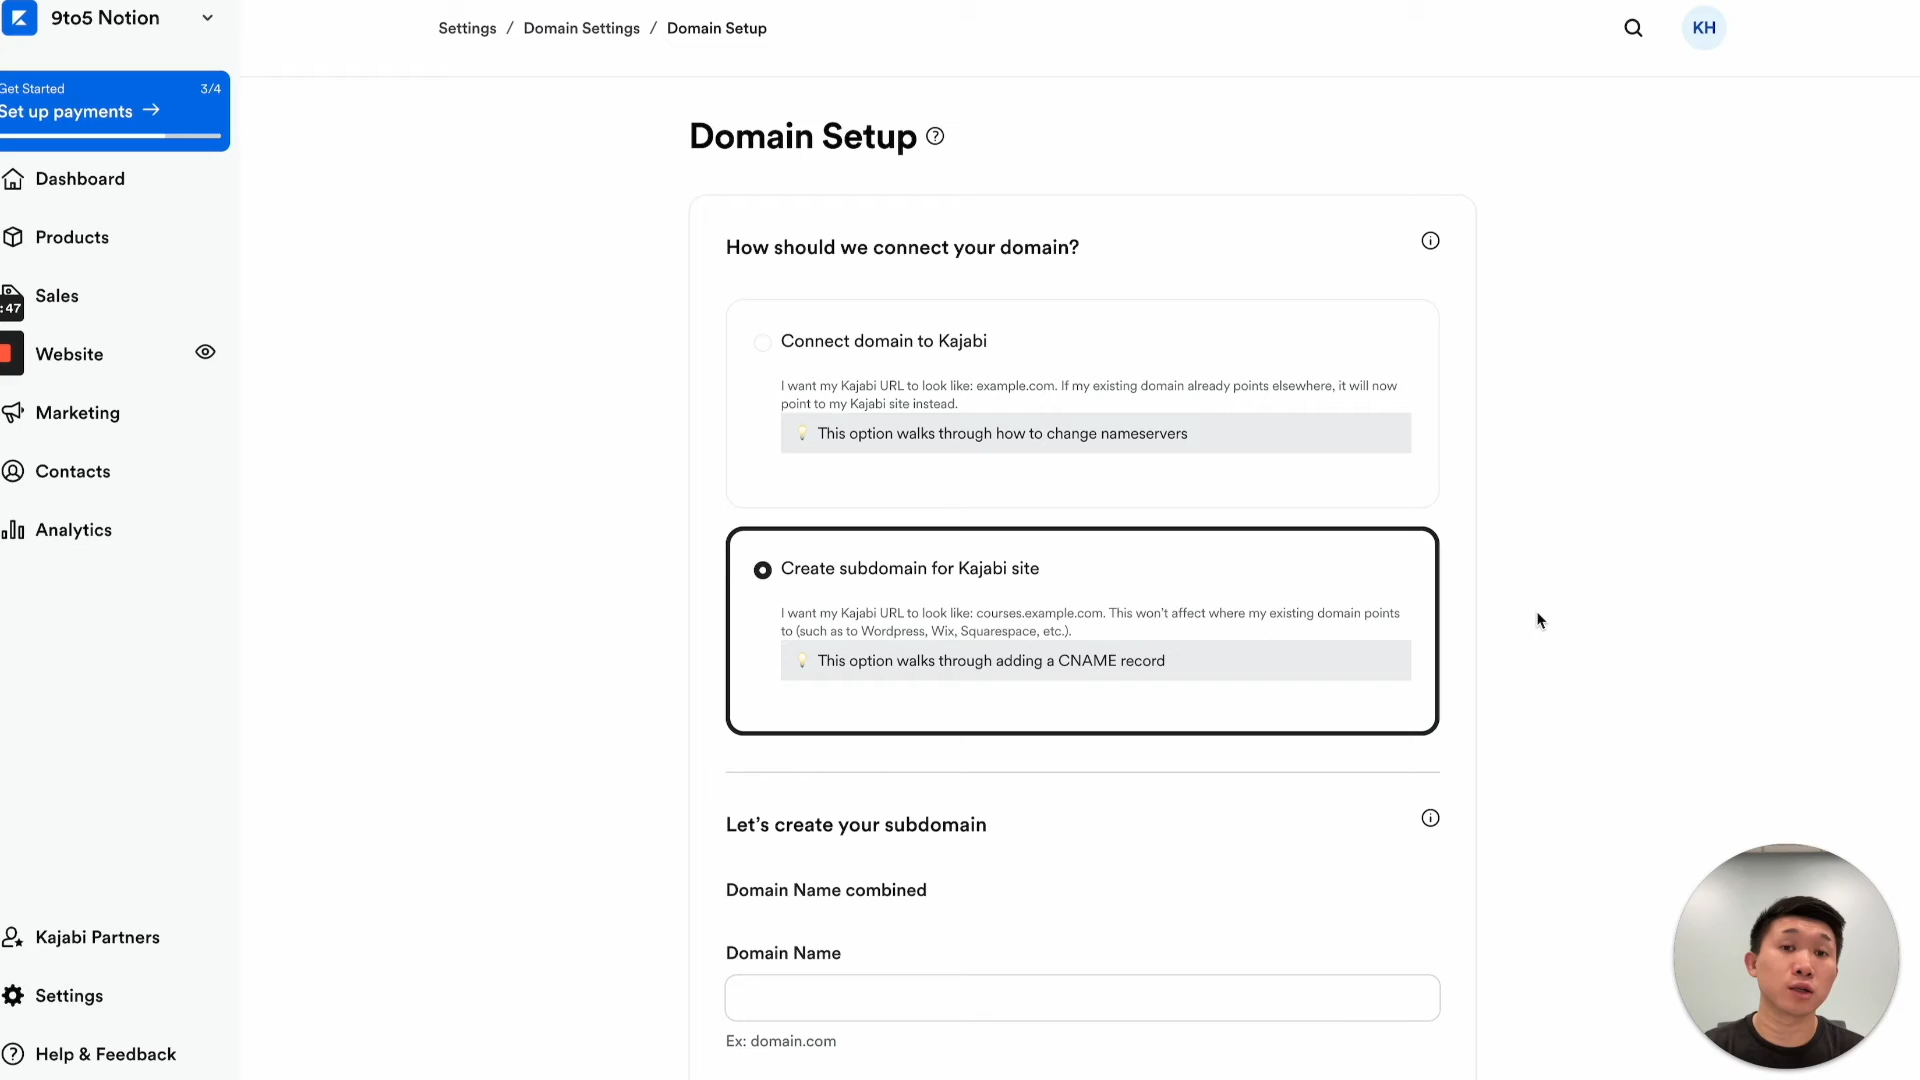 9to5 Notion
Settings / Domain Settings / Domain Setup
KH
Get Started 3/4
Set up payments →
Dashboard
Products
Sales
:47
Website
Marketing
Contacts
Analytics
Kajabi Partners
Settings
Help & Feedback
Domain Setup
How should we connect your domain?
Connect domain to Kajabi
I want my Kajabi URL to look like: example.com. If my existing domain already points elsewhere, it will now
point to my Kajabi site instead.
💡 This option walks through how to change nameservers
Create subdomain for Kajabi site
I want my Kajabi URL to look like: courses.example.com. This won't affect where my existing domain points
to (such as to Wordpress, Wix, Squarespace, etc.).
💡 This option walks through adding a CNAME record
Let's create your subdomain
Domain Name combined
Domain Name
Ex: domain.com